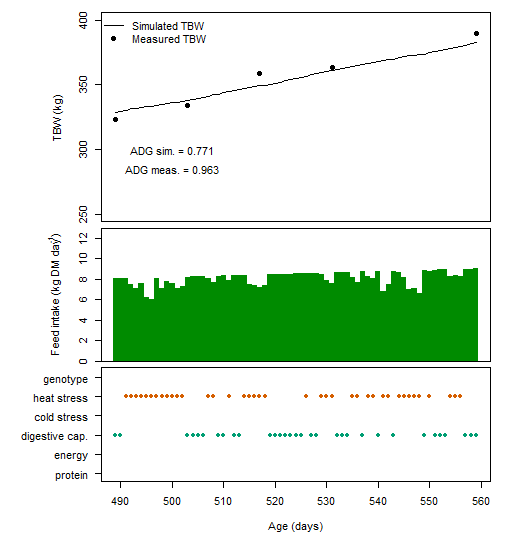 Simulated TBW
Measured TBW
TBW (kg)
400
350
300
250
ADG sim. = 0.771
ADG meas. = 0.963
Feed intake (kg DM day)
12
10
8
6
4
2
0
genotype
heat stress
cold stress
digestive cap.
energy
protein
490 500 510 520 530 540 550 560
Age (days)